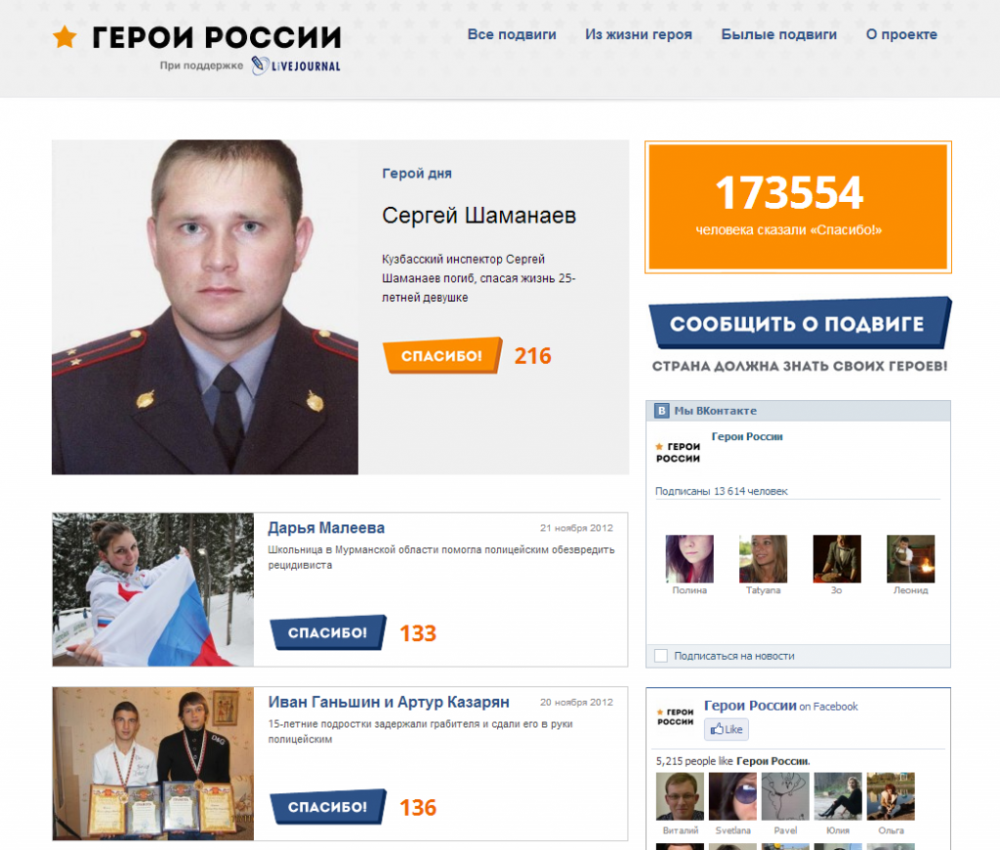 ГЕРОИ РОССИИ
При поддержке LIVEJOURNAL
Все подвиги Из жизни героя Былые подвиги О проекте
Герой дня
Сергей Шаманаев
Кузбасский инспектор Сергей
Шаманаев погиб, спасая жизнь 25-
летней девушке
СПАСИБО! 216
173554
человека сказали «Спасибо!»
СООБЩИТЬ О ПОДВИГЕ
СТРАНА ДОЛЖНА ЗНАТЬ СВОИХ ГЕРОЕВ!
В Мы ВКонтакте
ГЕРОИ
РОССИИ
Герои России
Подписаны 13 614 человек
Полина Tatyana Зо Леонид
Подписаться на новости
Дарья Малеева 21 ноября 2012
Школьница в Мурманской области помогла полицейским обезвредить
рецидивиста
СПАСИБО! 133
Иван Ганьшин и Артур Казарян 20 ноября 2012
15-летние подростки задержали грабителя и сдали его в руки
полицейским
СПАСИБО! 136
ГЕРОИ
РОССИИ
Герои России on Facebook
Like
5,215 people like Герои России.
Виталий Svetlana Pavel Юлия Ольга
D&G